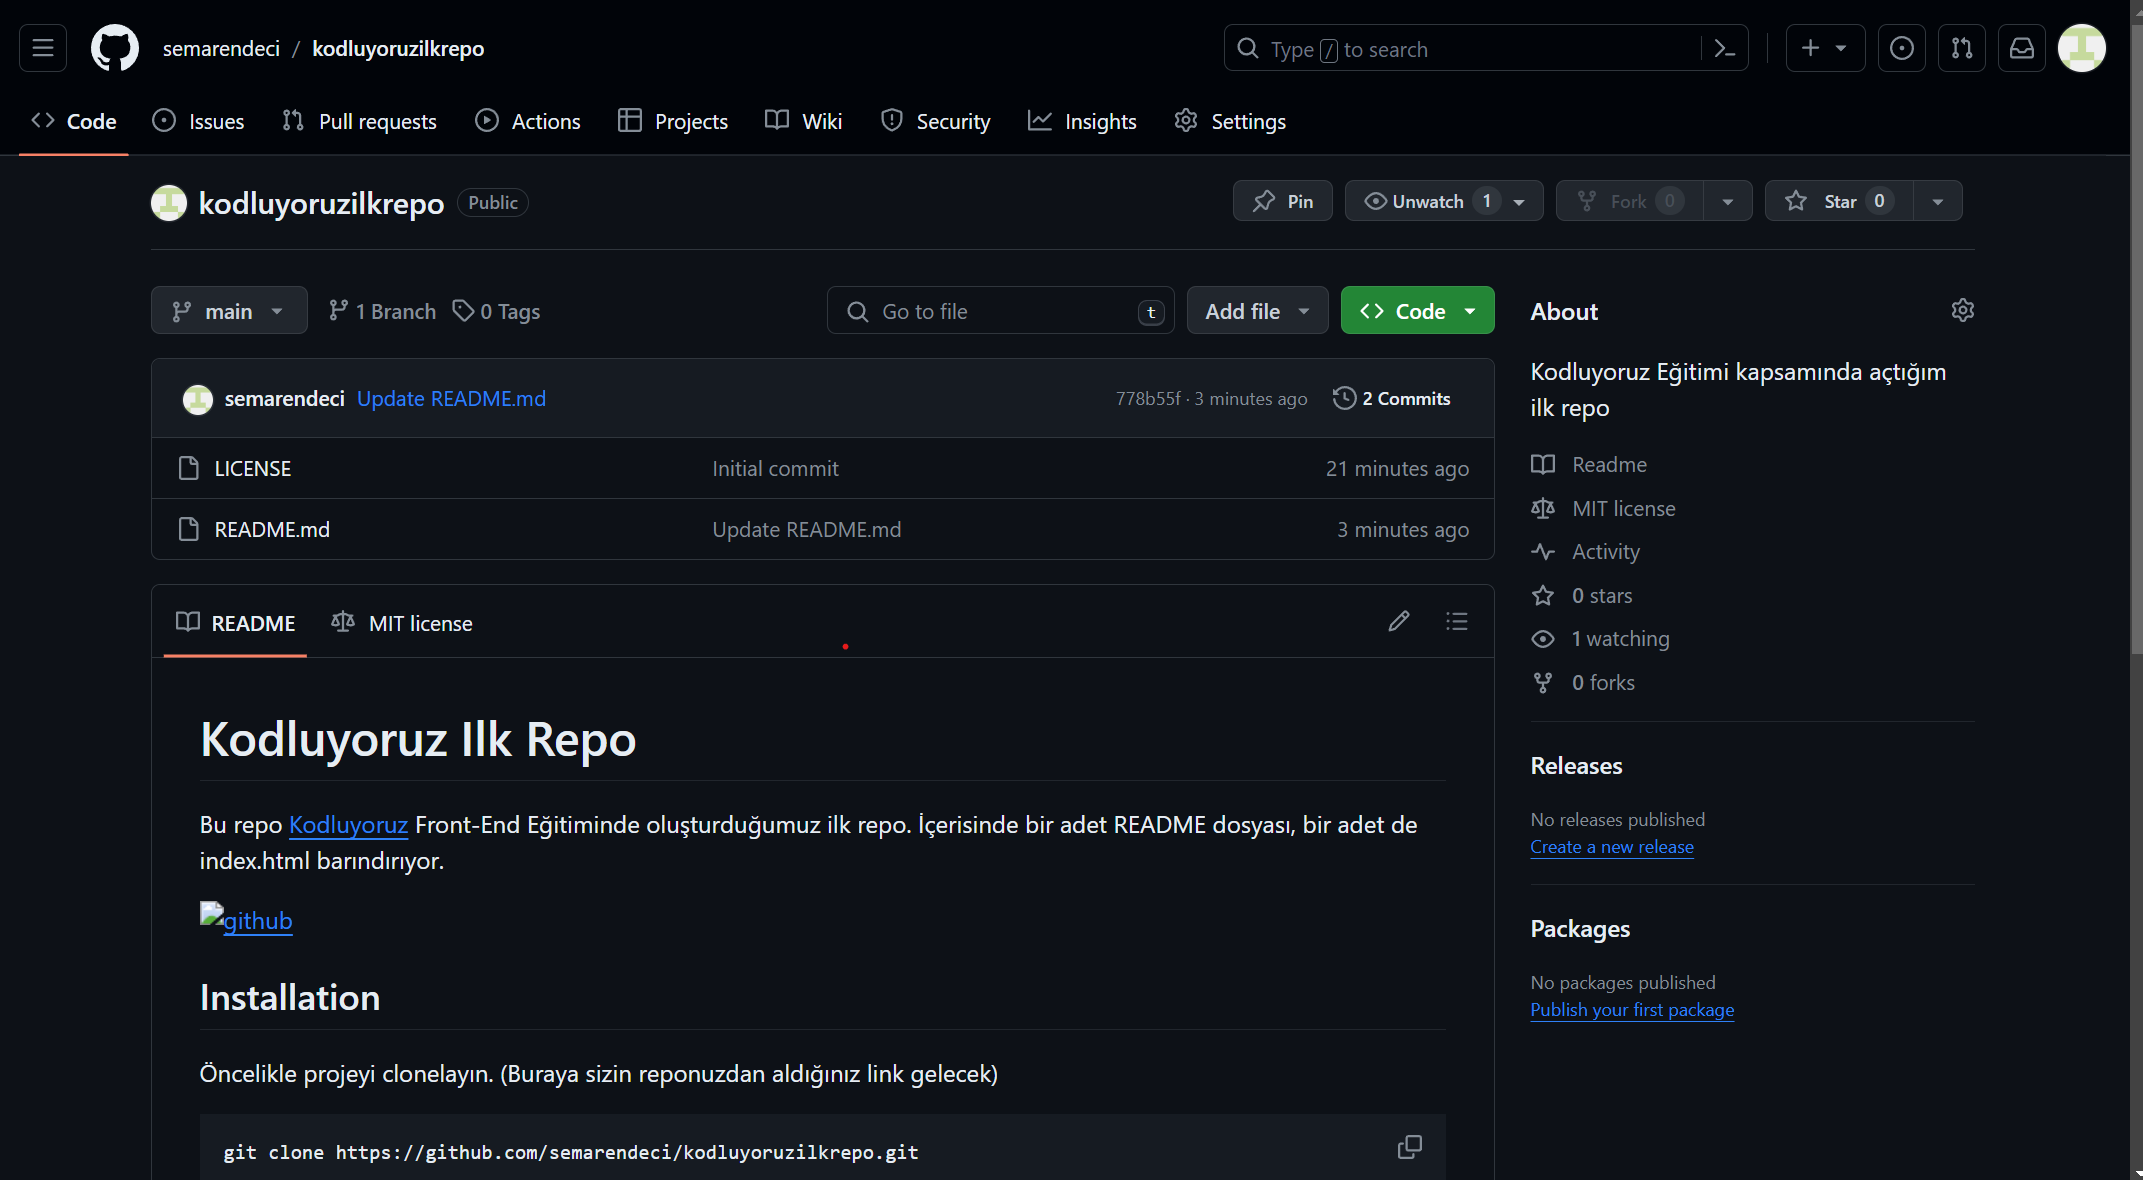 semarendeci / kodluyoruzilkrepo
Type / to search
Code Issues Pull requests Actions Projects Wiki Security Insights Settings
kodluyoruzilkrepo Public
Pin Unwatch 1 Fork 0 Star 0
main 1 Branch 0 Tags Go to file t Add file Code
semarendeci Update README.md 778b55f · 3 minutes ago 2 Commits
LICENSE Initial commit 21 minutes ago
README.md Update README.md 3 minutes ago
README MIT license
Kodluyoruz Ilk Repo
Bu repo Kodluyoruz Front-End Eğitiminde oluşturduğumuz ilk repo. İçerisinde bir adet README dosyası, bir adet de
index.html barındırıyor.
github
Installation
Öncelikle projeyi clonelayın. (Buraya sizin reponuzdan aldığınız link gelecek)
git clone https://github.com/semarendeci/kodluyoruzilkrepo.git
About
Kodluyoruz Eğitimi kapsamında açtığım
ilk repo
Readme
MIT license
Activity
0 stars
1 watching
0 forks
Releases
No releases published
Create a new release
Packages
No packages published
Publish your first package